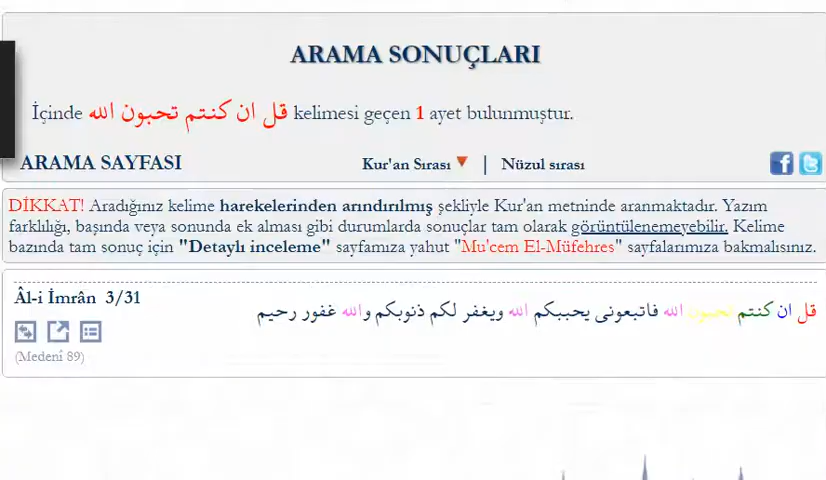 ARAMA SONUÇLARI
İçinde قل ان كنتم تحبون الله kelimesi geçen 1 ayet bulunmuştur.
ARAMA SAYFASI Kur'an Sırası | Nüzul sırası
DİKKAT! Aradığınız kelime harekelerinden arındırılmış şekliyle Kur'an metninde aranmaktadır. Yazım
farklılığı, başında veya sonunda ek alması gibi durumlarda sonuçlar tam olarak görüntülenemeyebilir. Kelime
bazında tam sonuç için "Detaylı inceleme" sayfamıza yahut "Mu'cem El-Müfehres" sayfalarımıza bakmalısınız.
Âl-i İmrân 3/31
قل ان كنتم تحبون الله فاتبعونى يحببكم الله ويغفر لكم ذنوبكم والله غفور رحيم
(Medenî 89)